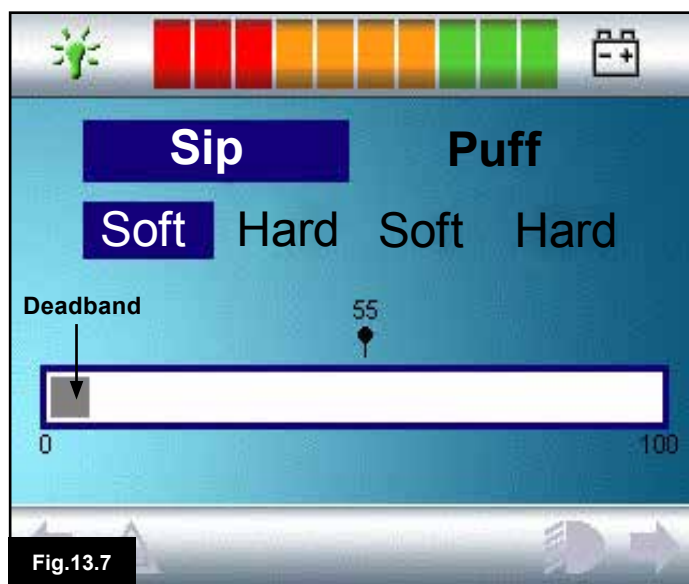 - +
Sip Puff
Soft Hard Soft Hard
Deadband
55
0 100
Fig.13.7